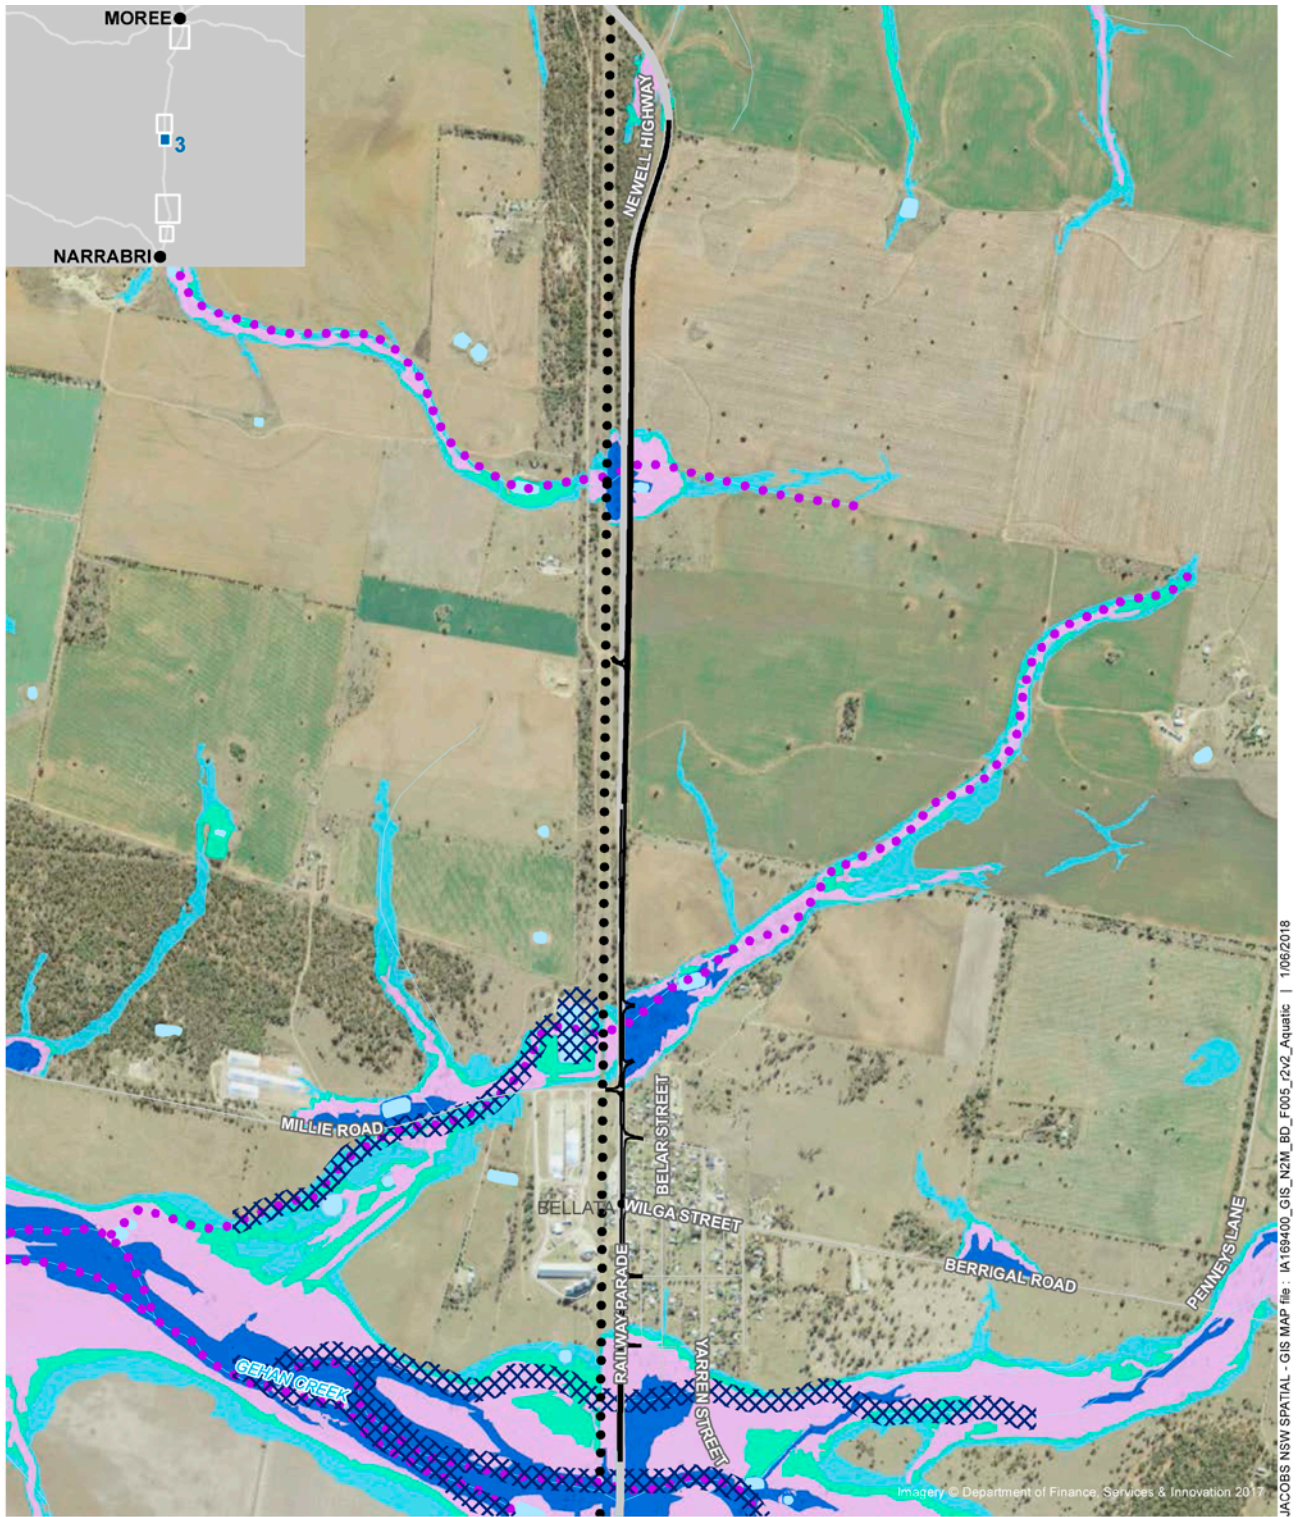 MOREE
3
NARRABRI
NEWELL HIGHWAY
MILLIE ROAD
BELAR STREET
BELLATA
WILGA STREET
RAILWAY PARADE
BERRIGAL ROAD
PENNEYS LANE
GEHAN CREEK
YARREN STREET
Imagery © Department of Finance, Services & Innovation 2017
JACOBS NSW SPATIAL - GIS MAP file : IA169400_GIS_N2M_BD_F005_r2v2_Aquatic | 1/06/2018